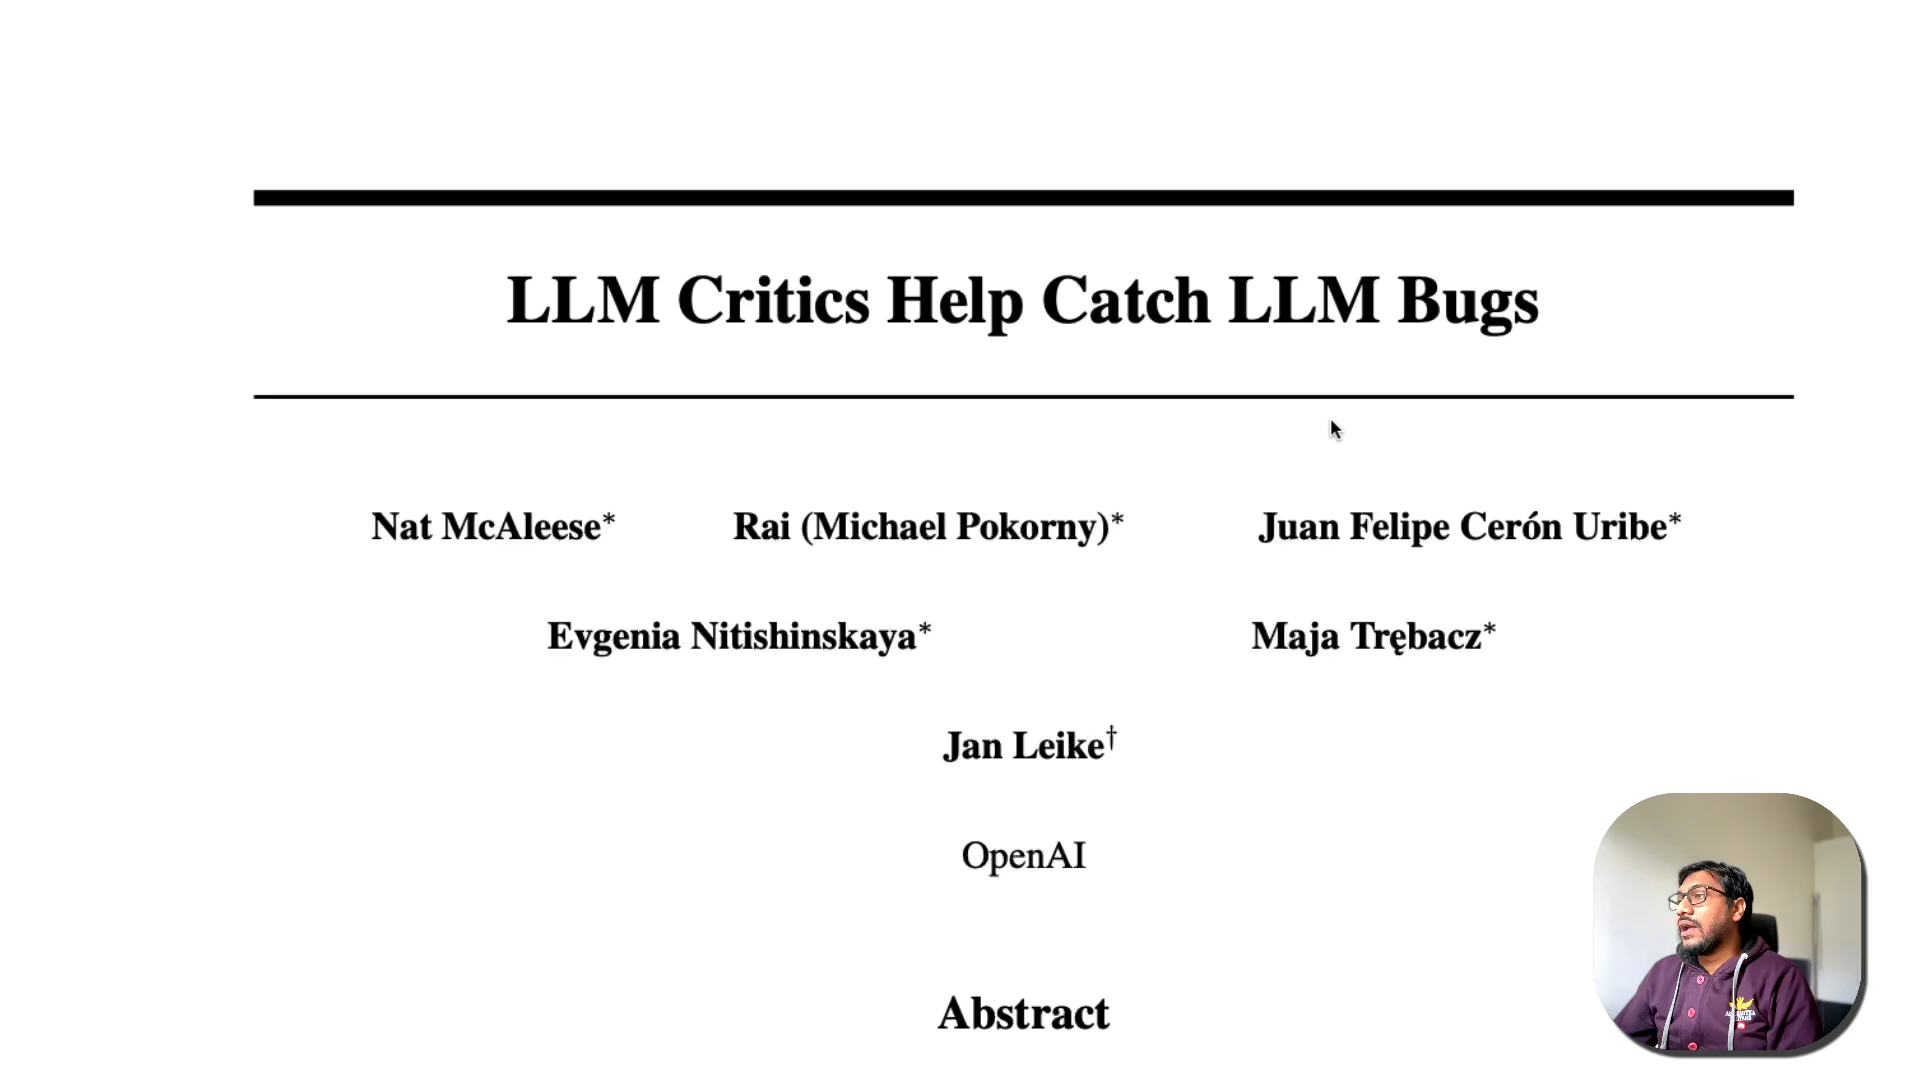 LLM Critics Help Catch LLM Bugs
Nat McAleese* Rai (Michael Pokorny)* Juan Felipe Cerón Uribe*
Evgenia Nitishinskaya* Maja Trębacz*
Jan Leike†
OpenAI
Abstract